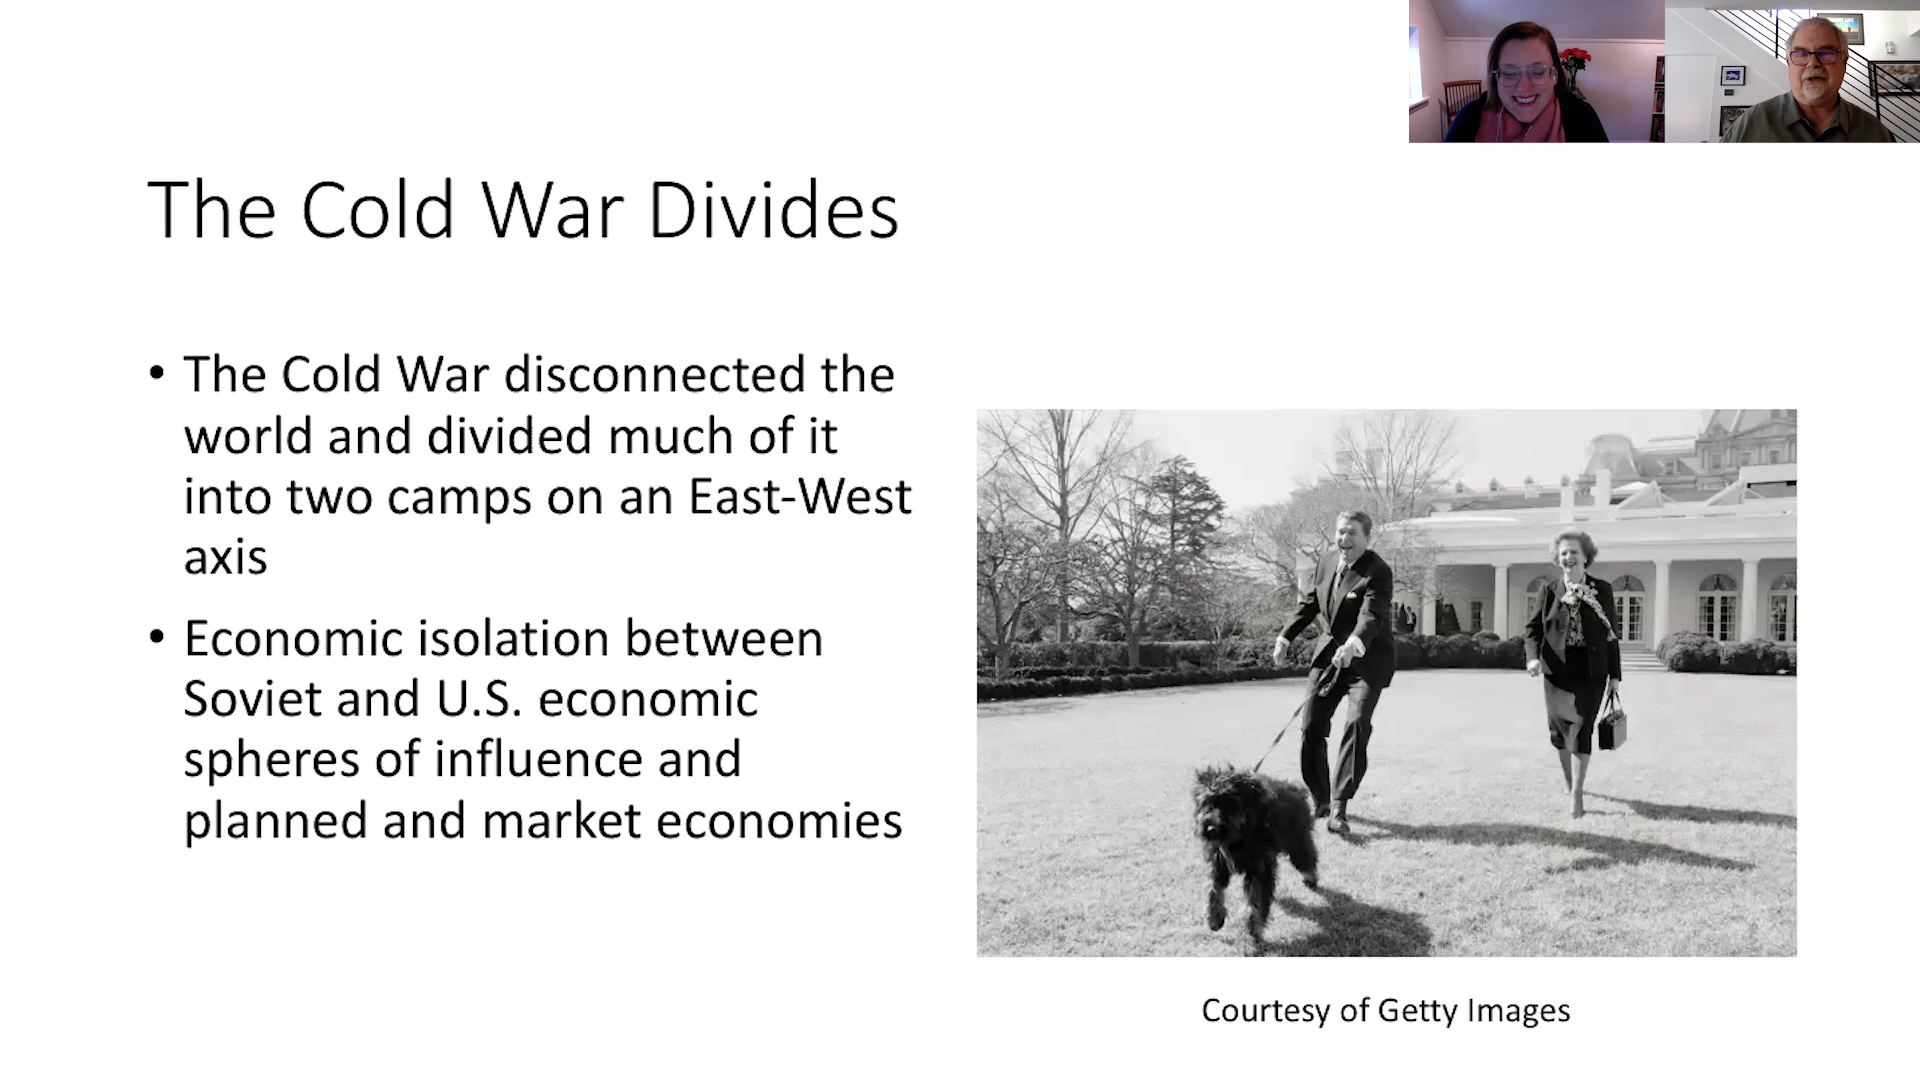 The Cold War Divides
• The Cold War disconnected the
world and divided much of it
into two camps on an East-West
axis
• Economic isolation between
Soviet and U.S. economic
spheres of influence and
planned and market economies
Courtesy of Getty Images